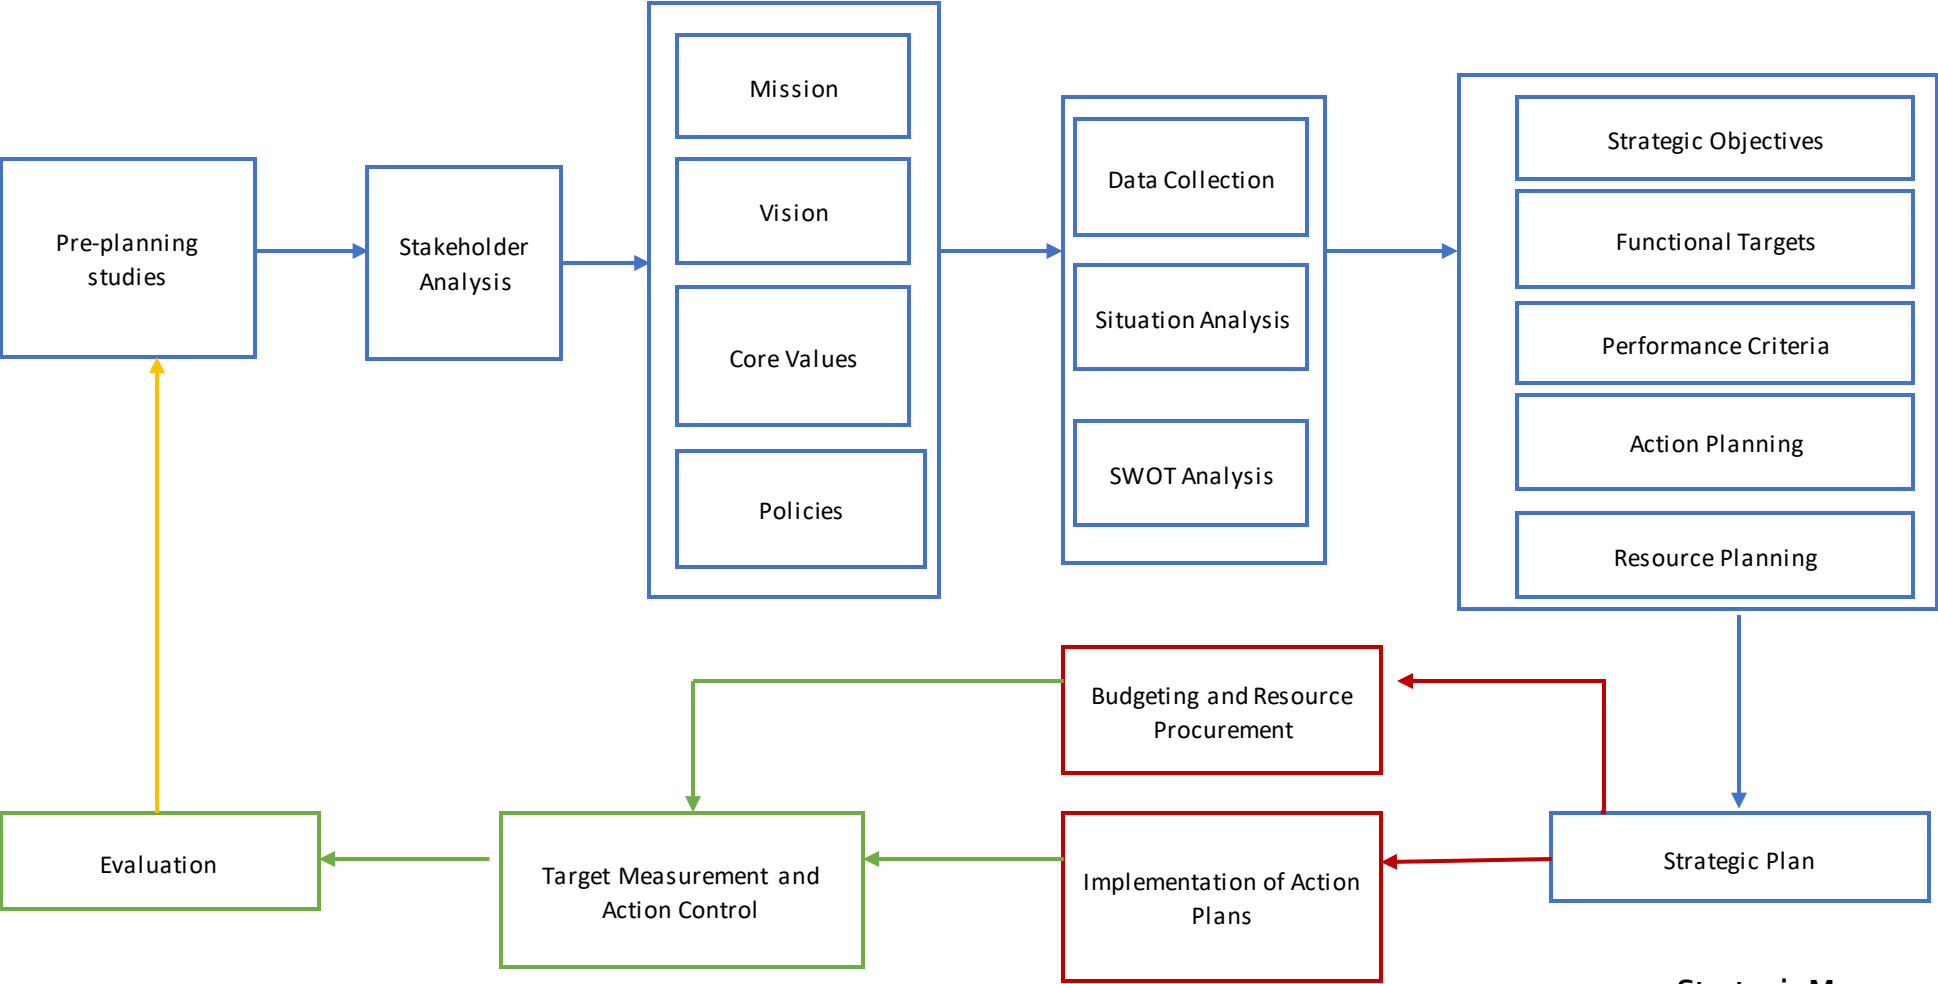 Pre-planning
studies
Stakeholder
Analysis
Mission
Vision
Core Values
Policies
Data Collection
Situation Analysis
SWOT Analysis
Strategic Objectives
Functional Targets
Performance Criteria
Action Planning
Resource Planning
Budgeting and Resource
Procurement
Evaluation
Target Measurement and
Action Control
Implementation of Action
Plans
Strategic Plan